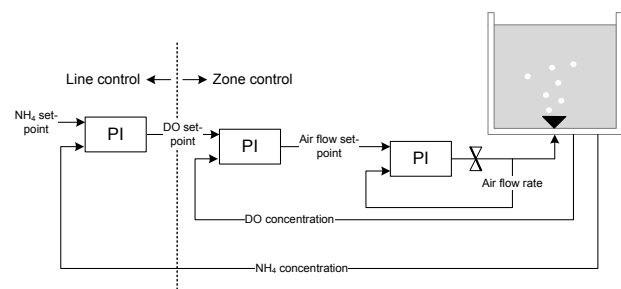 Line control
Zone control
NH₄ set-
point
PI
DO set-
point
PI
Air flow set-
point
PI
Air flow rate
DO concentration
NH₄ concentration